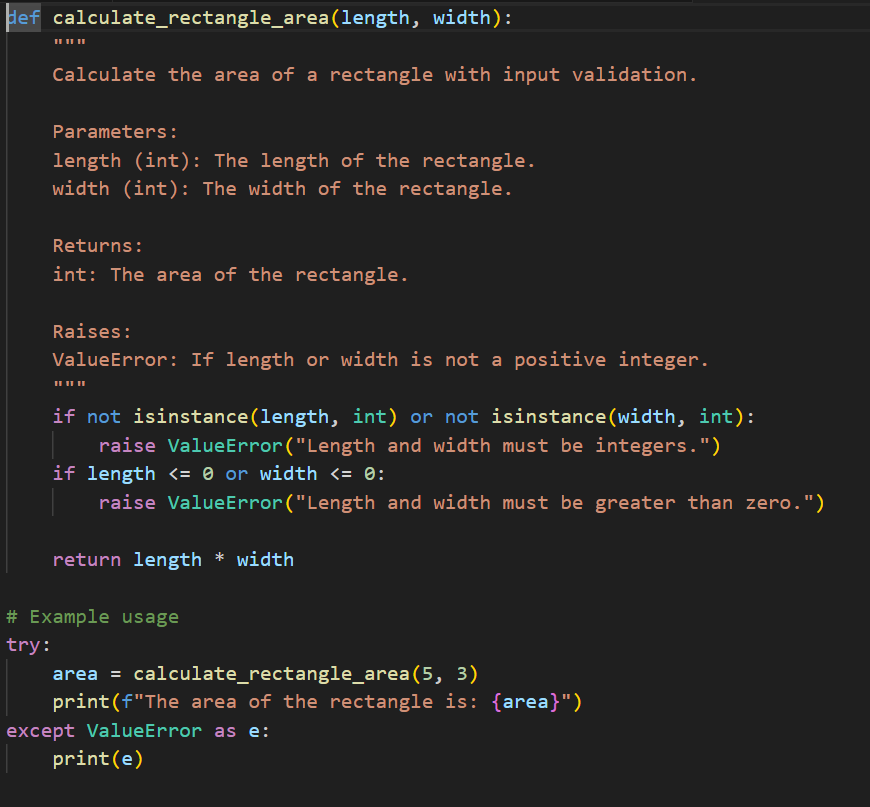 def calculate_rectangle_area(length, width):
    """
    Calculate the area of a rectangle with input validation.

    Parameters:
    length (int): The length of the rectangle.
    width (int): The width of the rectangle.

    Returns:
    int: The area of the rectangle.

    Raises:
    ValueError: If length or width is not a positive integer.
    """
    if not isinstance(length, int) or not isinstance(width, int):
        raise ValueError("Length and width must be integers.")
    if length <= 0 or width <= 0:
        raise ValueError("Length and width must be greater than zero.")

    return length * width

# Example usage
try:
    area = calculate_rectangle_area(5, 3)
    print(f"The area of the rectangle is: {area}")
except ValueError as e:
    print(e)